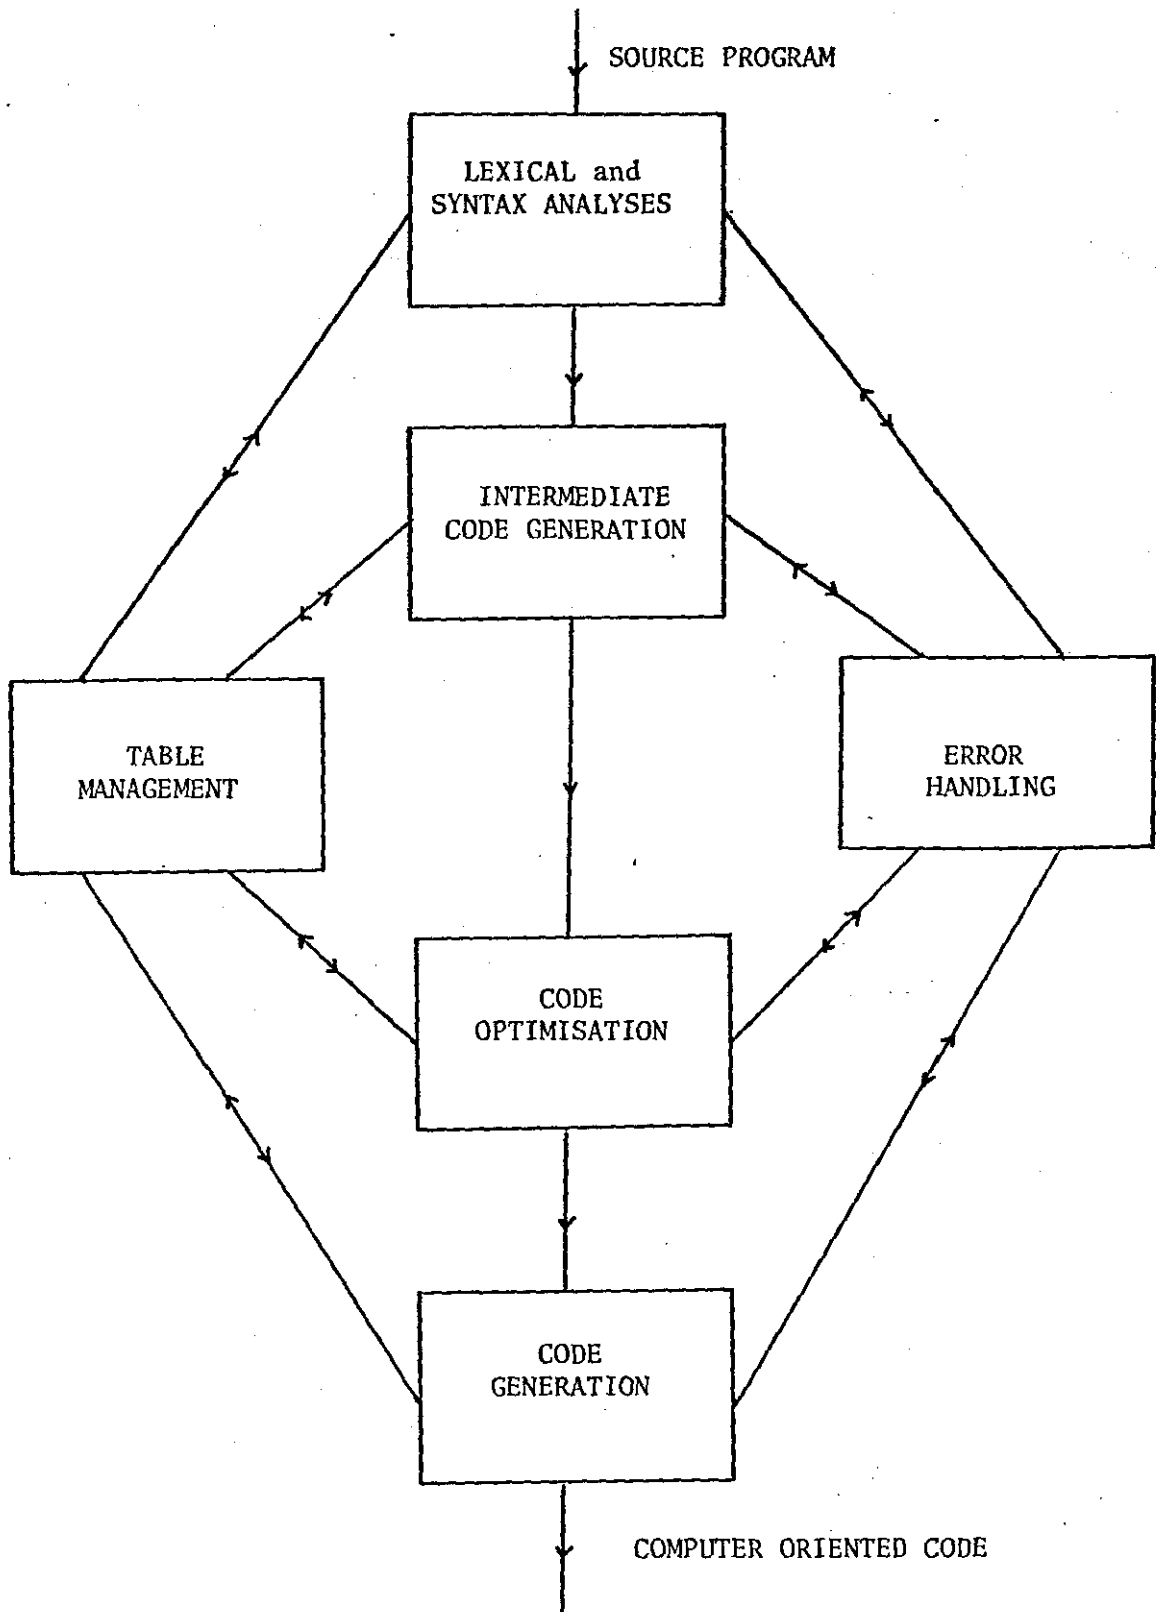 SOURCE PROGRAM
LEXICAL and
SYNTAX ANALYSES
INTERMEDIATE
CODE GENERATION
TABLE
MANAGEMENT
ERROR
HANDLING
CODE
OPTIMISATION
CODE
GENERATION
COMPUTER ORIENTED CODE